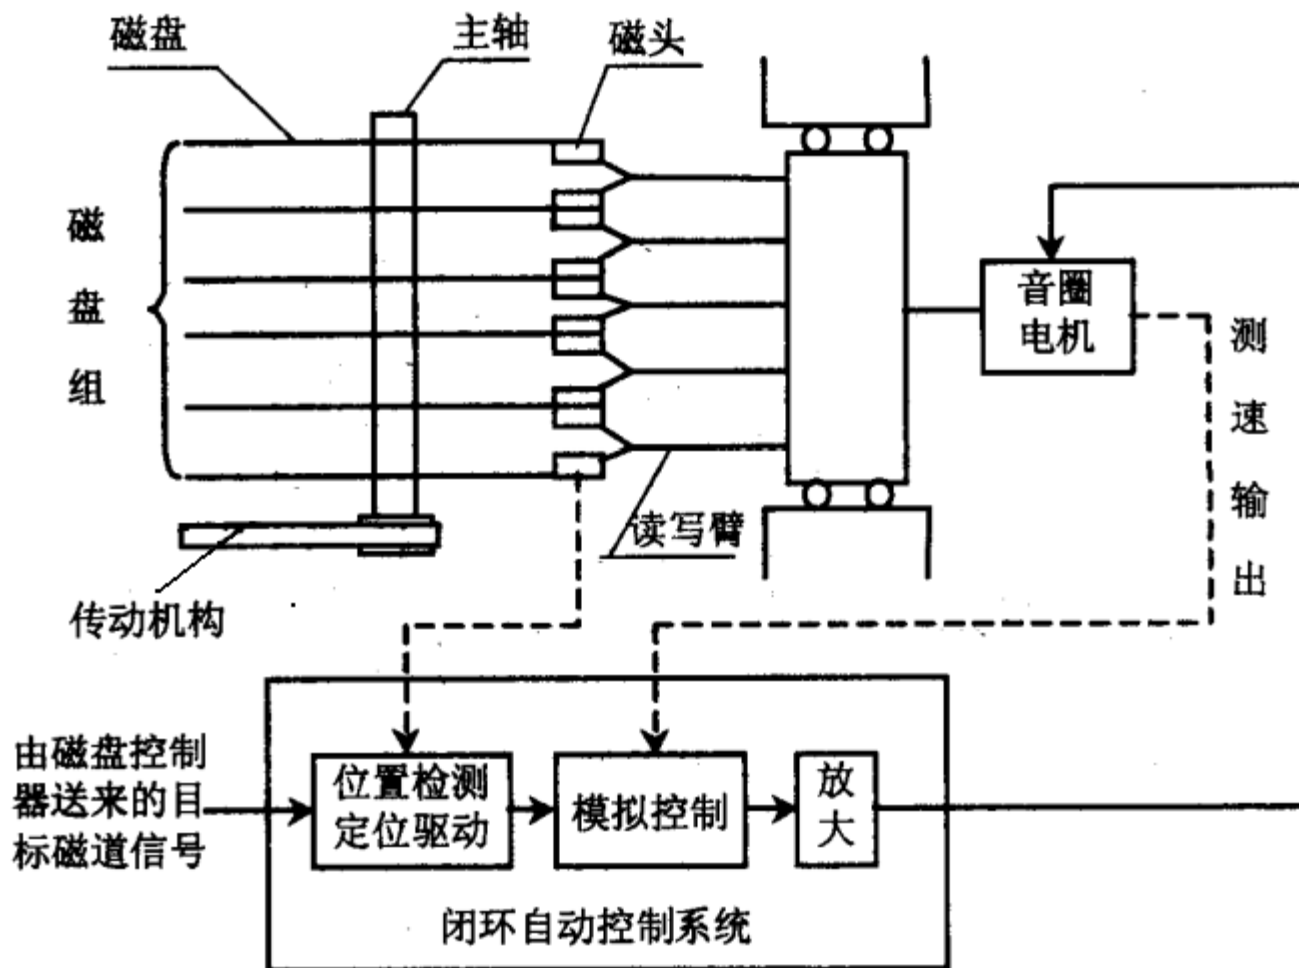 磁盘
主轴
磁头
磁
盘
组
音圈
电机
测
速
输
出
读写臂
传动机构
由磁盘控制
器送来的目
标磁道信号
位置检测
定位驱动
模拟控制
放
大
闭环自动控制系统